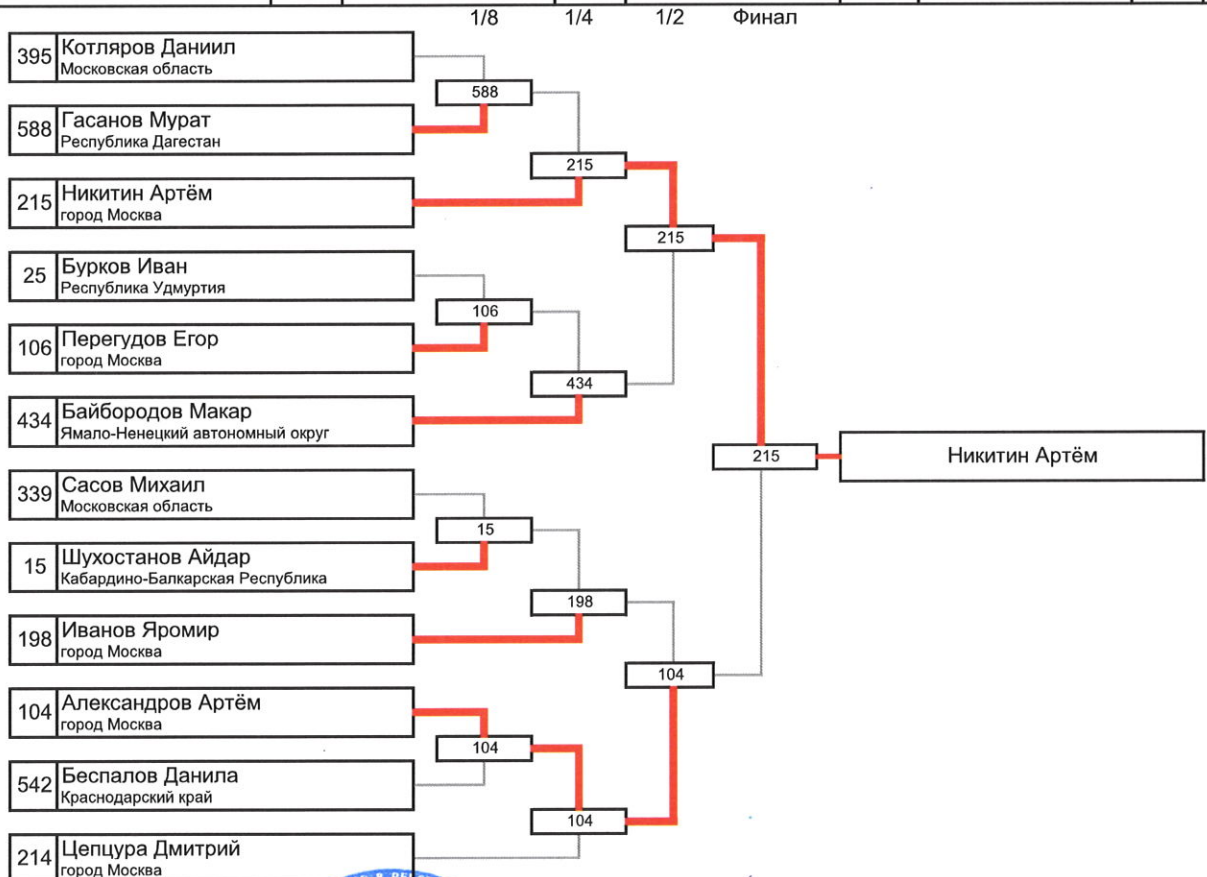 1/8 1/4 1/2 Финал
395 Котляров Даниил
Московская область
588
588 Гасанов Мурат
Республика Дагестан
215
215 Никитин Артём
город Москва
215
25 Бурков Иван
Республика Удмуртия
106
106 Перегудов Егор
город Москва
434
434 Байбородов Макар
Ямало-Ненецкий автономный округ
215 Никитин Артём
339 Сасов Михаил
Московская область
15
15 Шухостанов Айдар
Кабардино-Балкарская Республика
198
198 Иванов Яромир
город Москва
104
104 Александров Артём
город Москва
104
542 Беспалов Данила
Краснодарский край
104
214 Цепцура Дмитрий
город Москва